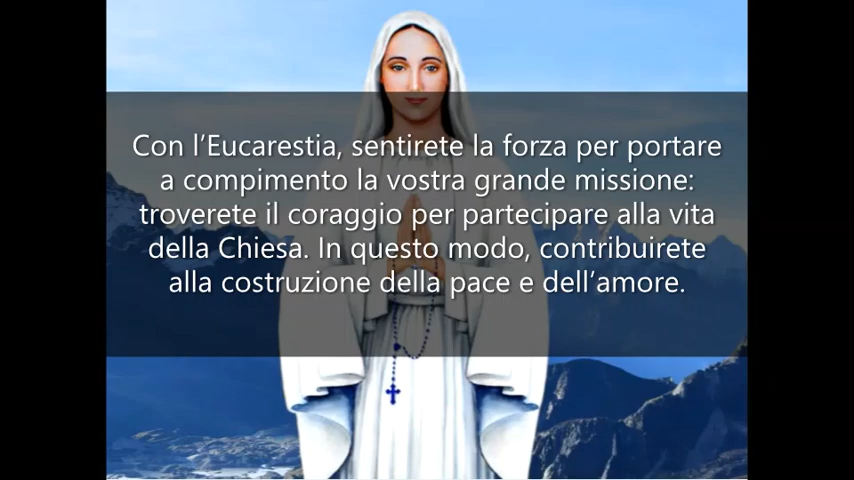 Con l’Eucarestia, sentirete la forza per portare
a compimento la vostra grande missione:
troverete il coraggio per partecipare alla vita
della Chiesa. In questo modo, contribuirete
alla costruzione della pace e dell’amore.